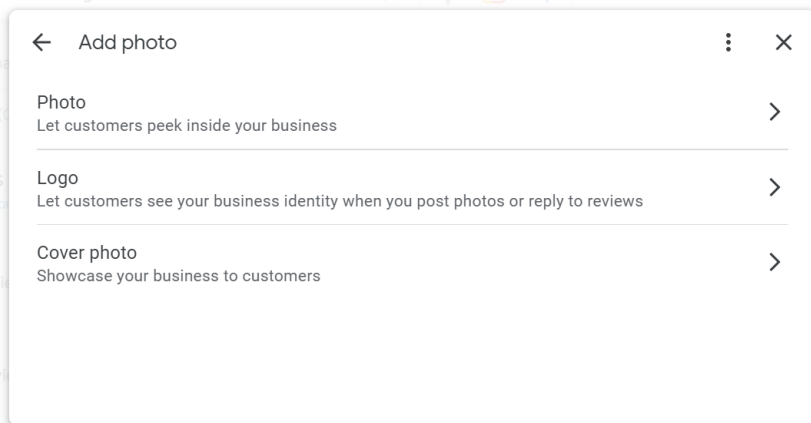 Add photo
Photo
Let customers peek inside your business
Logo
Let customers see your business identity when you post photos or reply to reviews
Cover photo
Showcase your business to customers